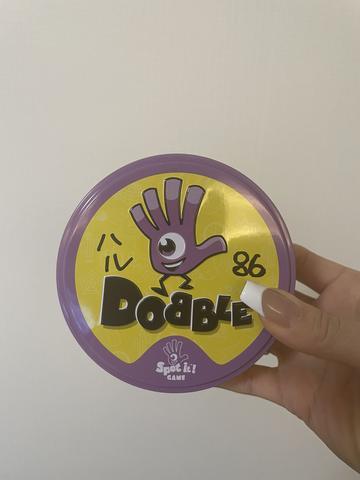 ハ
ル
86
DOBBLE
Spot it!
GAME